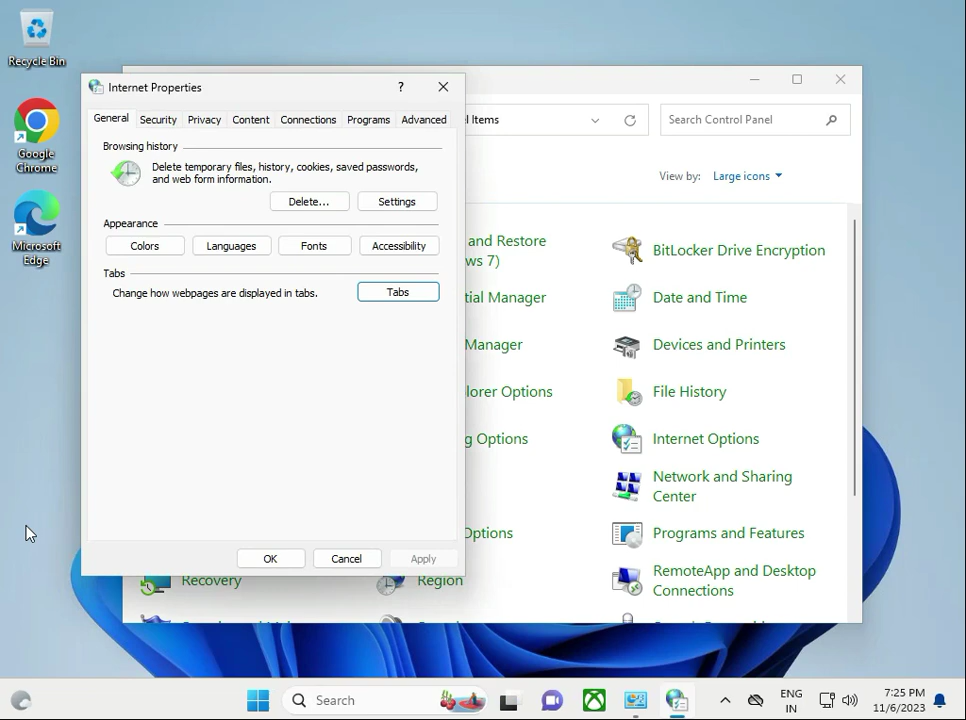 Recycle Bin
Google
Chrome
Microsoft
Edge
Internet Properties
?
General
Security
Privacy
Content
Connections
Programs
Advanced
Browsing history
Delete temporary files, history, cookies, saved passwords,
and web form information.
Delete...
Settings
Appearance
Colors
Languages
Fonts
Accessibility
Tabs
Change how webpages are displayed in tabs.
Tabs
OK
Cancel
Apply
l Items
Search Control Panel
View by:
Large icons
and Restore
ws 7)
BitLocker Drive Encryption
tial Manager
Date and Time
Manager
Devices and Printers
lorer Options
File History
g Options
Internet Options
Network and Sharing
Center
Options
Programs and Features
Recovery
Region
RemoteApp and Desktop
Connections
Search
ENG
IN
7:25 PM
11/6/2023